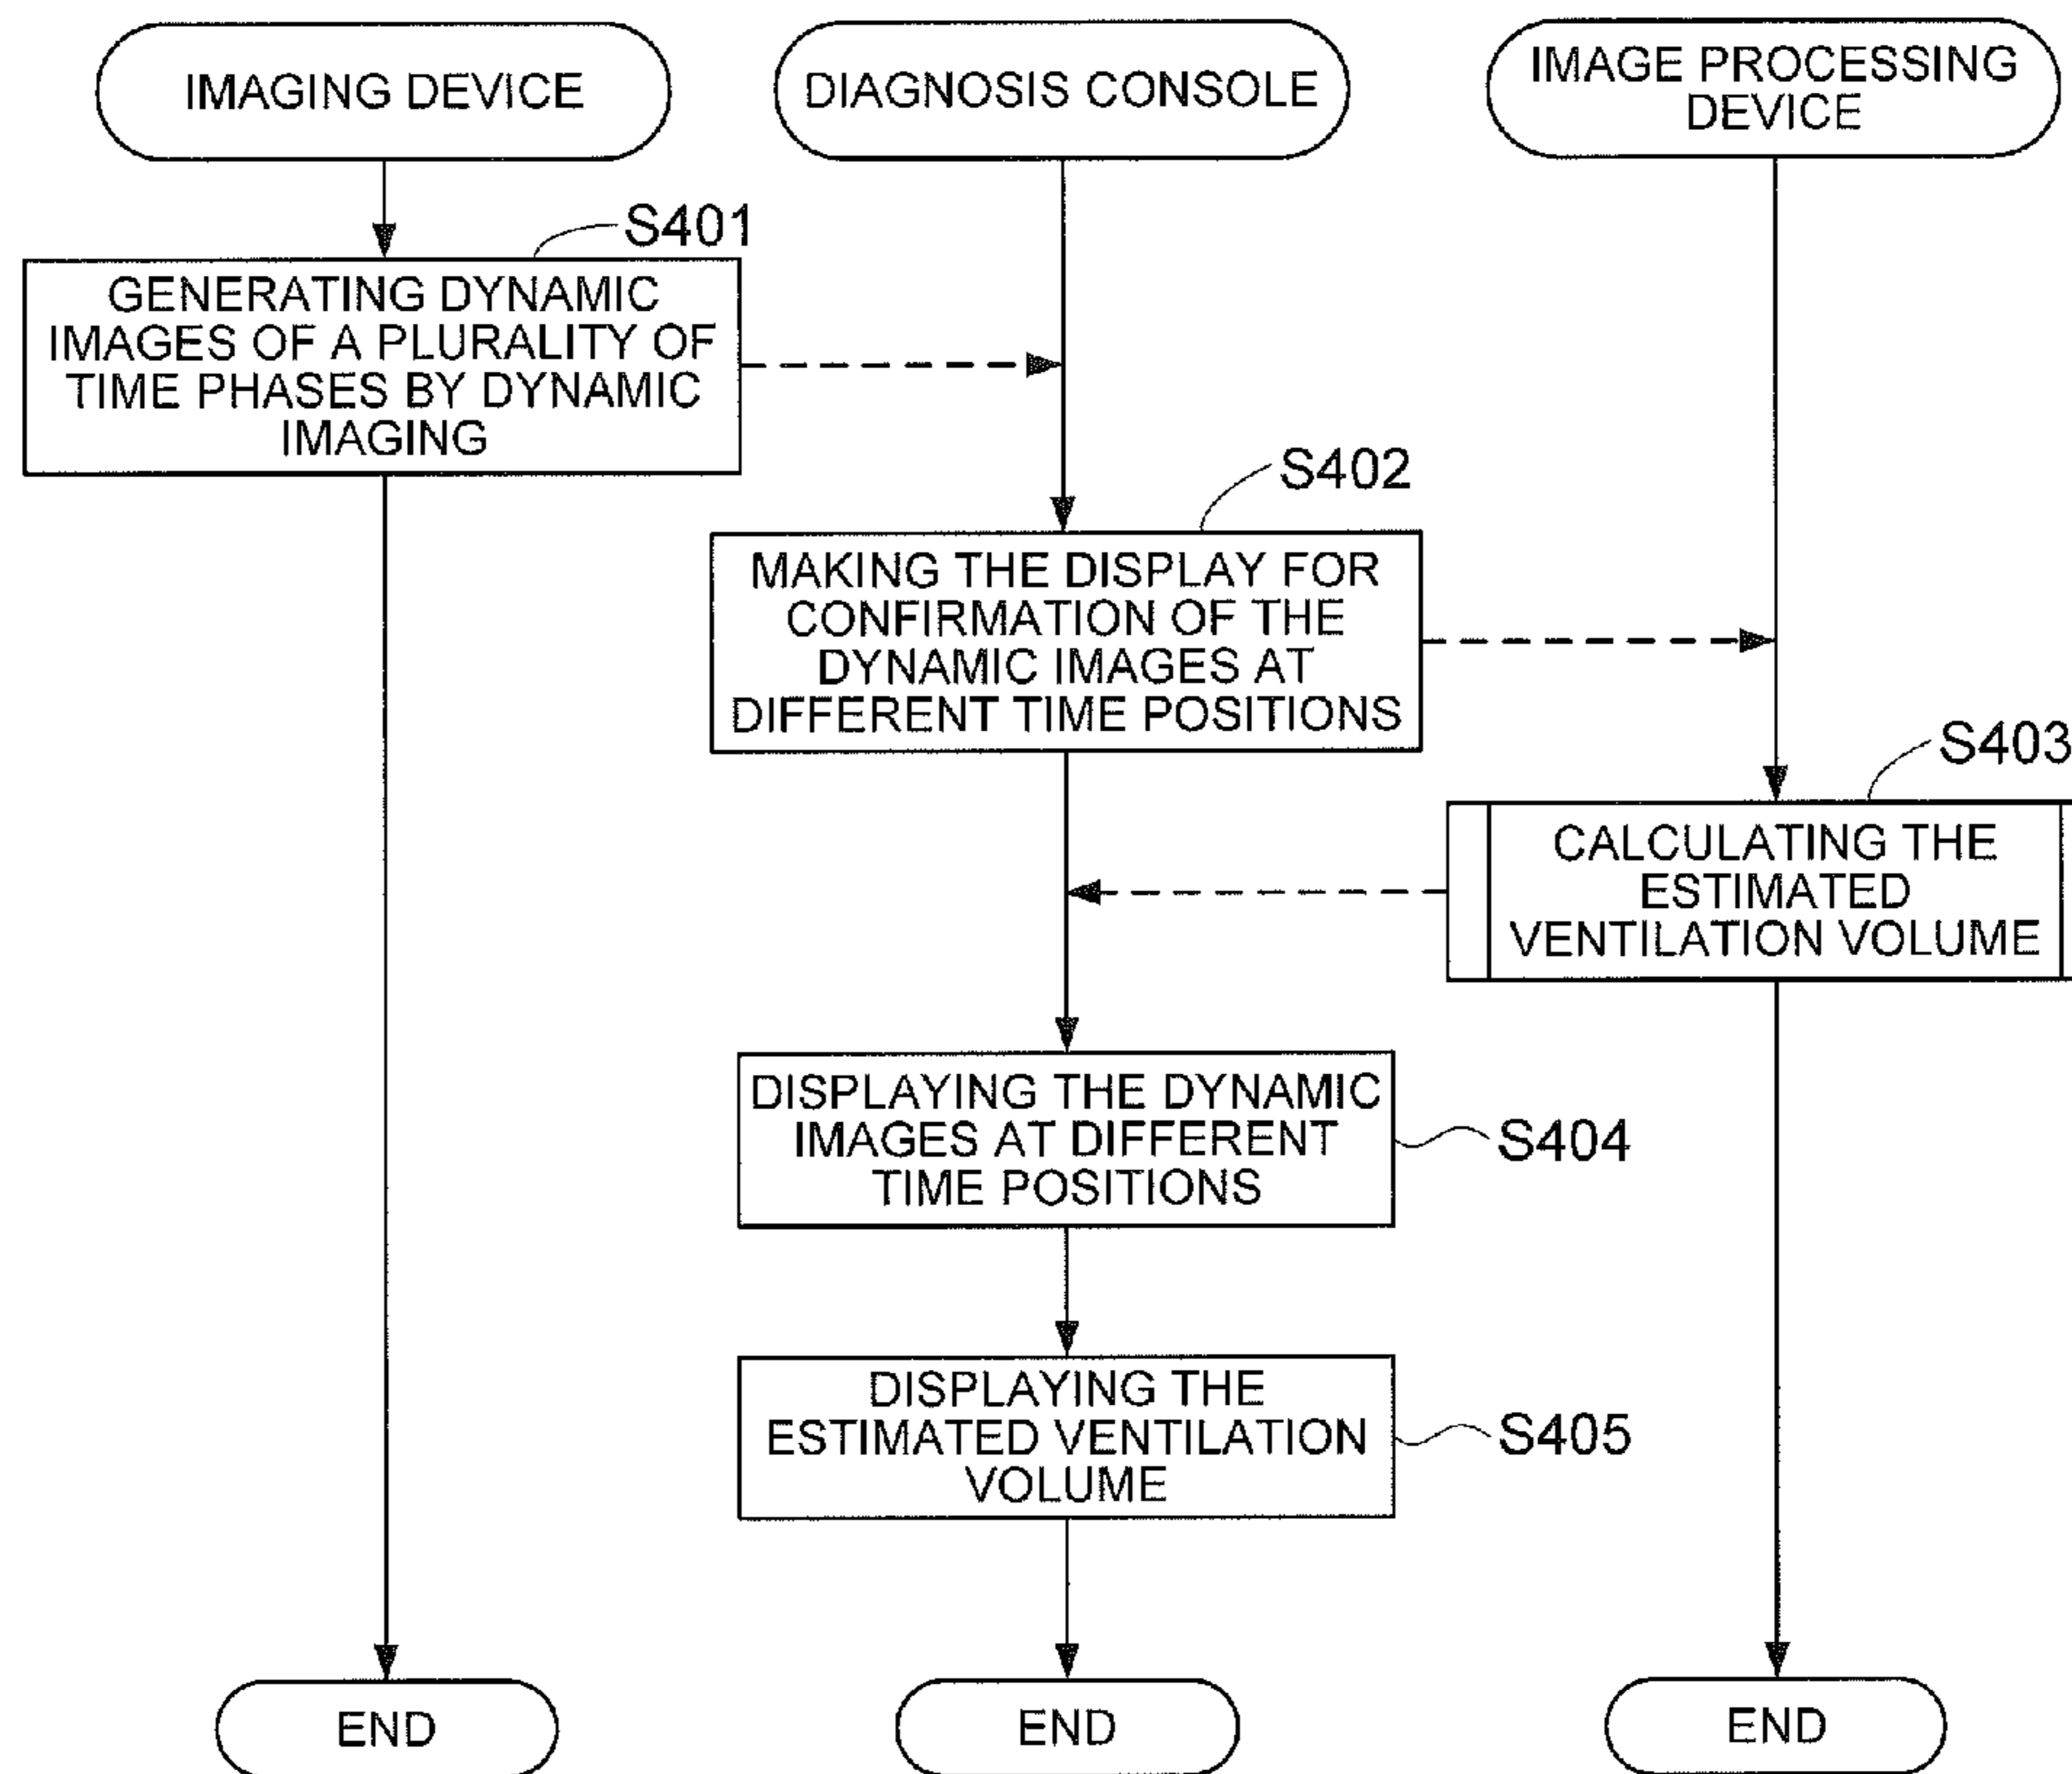 IMAGING DEVICE
DIAGNOSIS CONSOLE
IMAGE PROCESSING
DEVICE
S401
GENERATING DYNAMIC
IMAGES OF A PLURALITY OF
TIME PHASES BY DYNAMIC
IMAGING
S402
MAKING THE DISPLAY FOR
CONFIRMATION OF THE
DYNAMIC IMAGES AT
DIFFERENT TIME POSITIONS
S403
CALCULATING THE
ESTIMATED
VENTILATION VOLUME
DISPLAYING THE DYNAMIC
IMAGES AT DIFFERENT
TIME POSITIONS
S404
DISPLAYING THE
ESTIMATED VENTILATION
VOLUME
S405
END
END
END